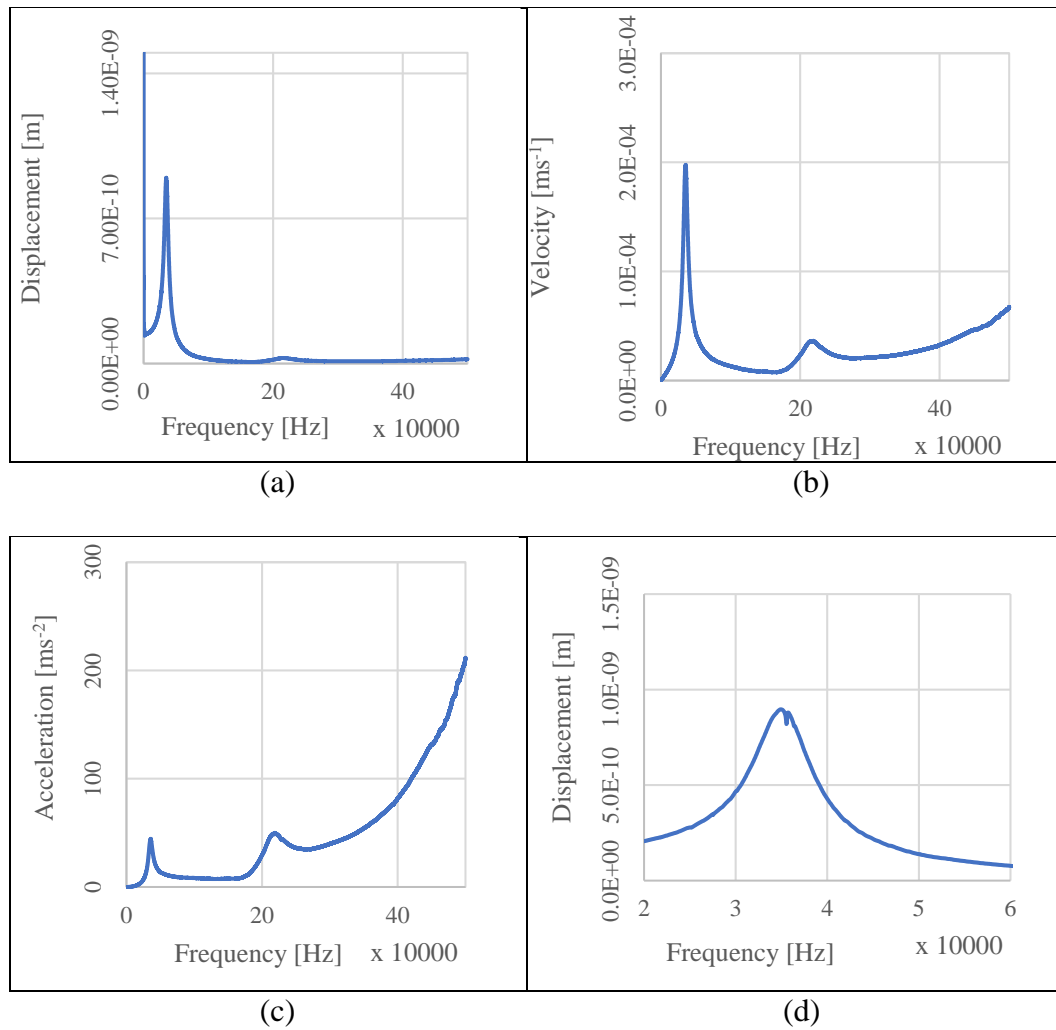 Displacement [m]
1.40E-09
7.00E-10
0.00E+00
0 20 40
Frequency [Hz] x 10000
(a)
Velocity [ms-1]
3.0E-04
2.0E-04
1.0E-04
0.0E+00
0 20 40
Frequency [Hz] x 10000
(b)
Acceleration [ms-2]
300
200
100
0
0 20 40
Frequency [Hz] x 10000
(c)
Displacement [m]
1.5E-09
1.0E-09
5.0E-10
0.0E+00
2 3 4 5 6
Frequency [Hz] x 10000
(d)